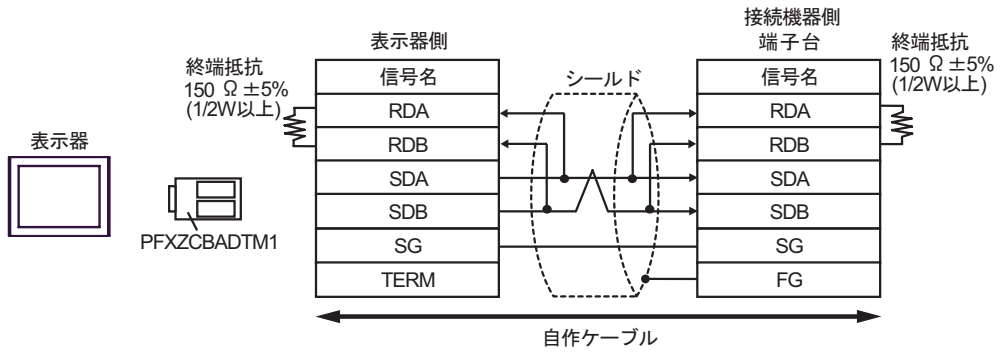 表示器
PFXZCBADTM1
終端抵抗
150 Ω ±5%
(1/2W以上)
表示器側
信号名
RDA
RDB
SDA
SDB
SG
TERM
シールド
接続機器側
端子台
信号名
RDA
RDB
SDA
SDB
SG
FG
終端抵抗
150 Ω ±5%
(1/2W以上)
自作ケーブル